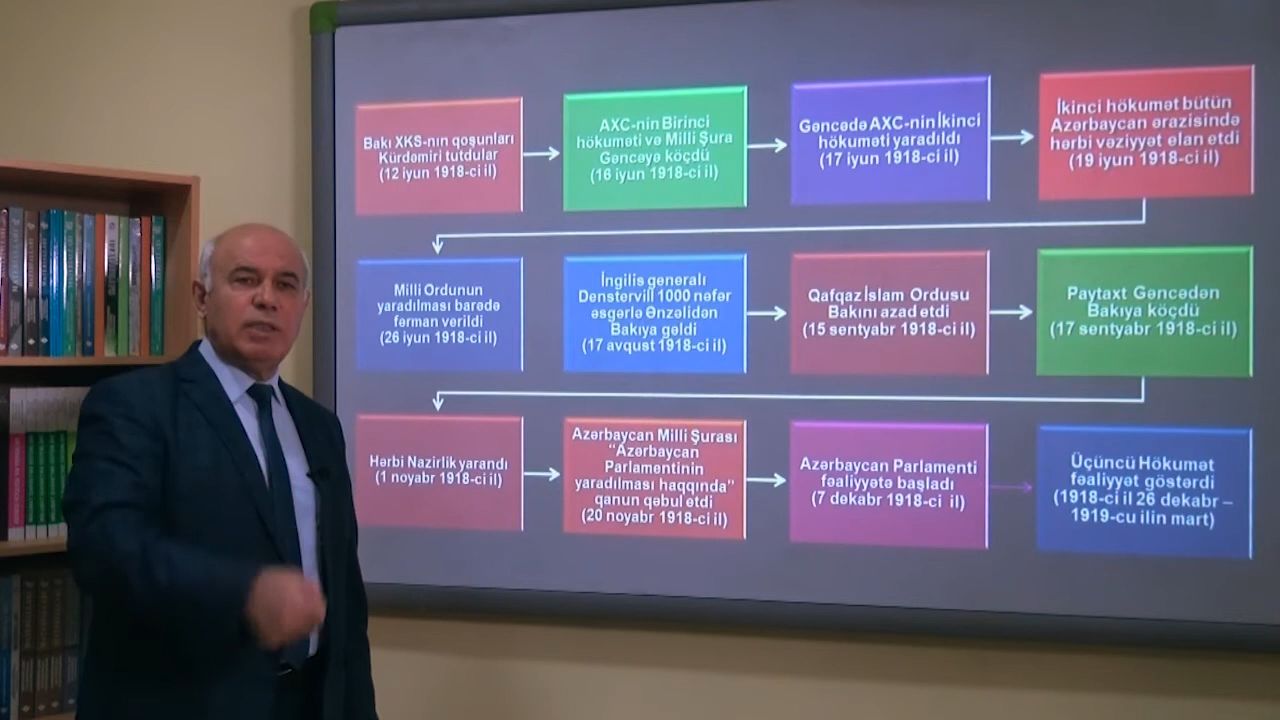 Bakı XKS-nın qoşunları
Kürdəmiri tutdular
(12 iyun 1918-ci il)
AXC-nin Birinci
hökuməti və Milli Şura
Gəncəyə köçdü
(16 iyun 1918-ci il)
Gəncədə AXC-nin İkinci
hökuməti yaradıldı
(17 iyun 1918-ci il)
İkinci hökumət bütün
Azərbaycan ərazisində
hərbi vəziyyət elan etdi
(19 iyun 1918-ci il)
Milli Ordunun
yaradılması barədə
fərman verildi
(26 iyun 1918-ci il)
İngilis generalı
Denstervill 1000 nəfər
əsgərlə Ənzəlidən
Bakıya gəldi
(17 avqust 1918-ci il)
Qafqaz İslam Ordusu
Bakını azad etdi
(15 sentyabr 1918-ci il)
Paytaxt Gəncədən
Bakıya köçdü
(17 sentyabr 1918-ci il)
Hərbi Nazirlik yarandı
(1 noyabr 1918-ci il)
Azərbaycan Milli Şurası
“Azərbaycan
Parlamentinin
yaradılması haqqında”
qanun qəbul etdi
(20 noyabr 1918-ci il)
Azərbaycan Parlamenti
fəaliyyətə başladı
(7 dekabr 1918-ci il)
Üçüncü Hökumət
fəaliyyət göstərdi
(1918-ci il 26 dekabr –
1919-cu ilin mart)